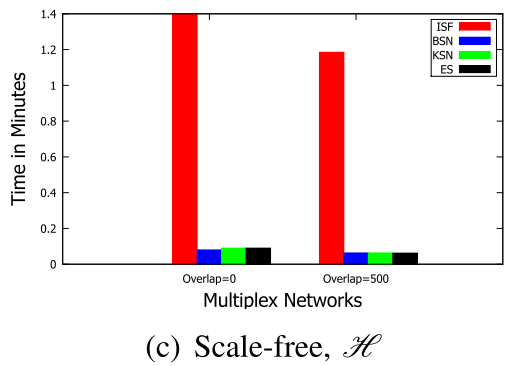 Time in Minutes
1.4
1.2
1
0.8
0.6
0.4
0.2
0
ISF
BSN
KSN
ES
Overlap=0 Overlap=500
Multiplex Networks
(c) Scale-free, ℋ